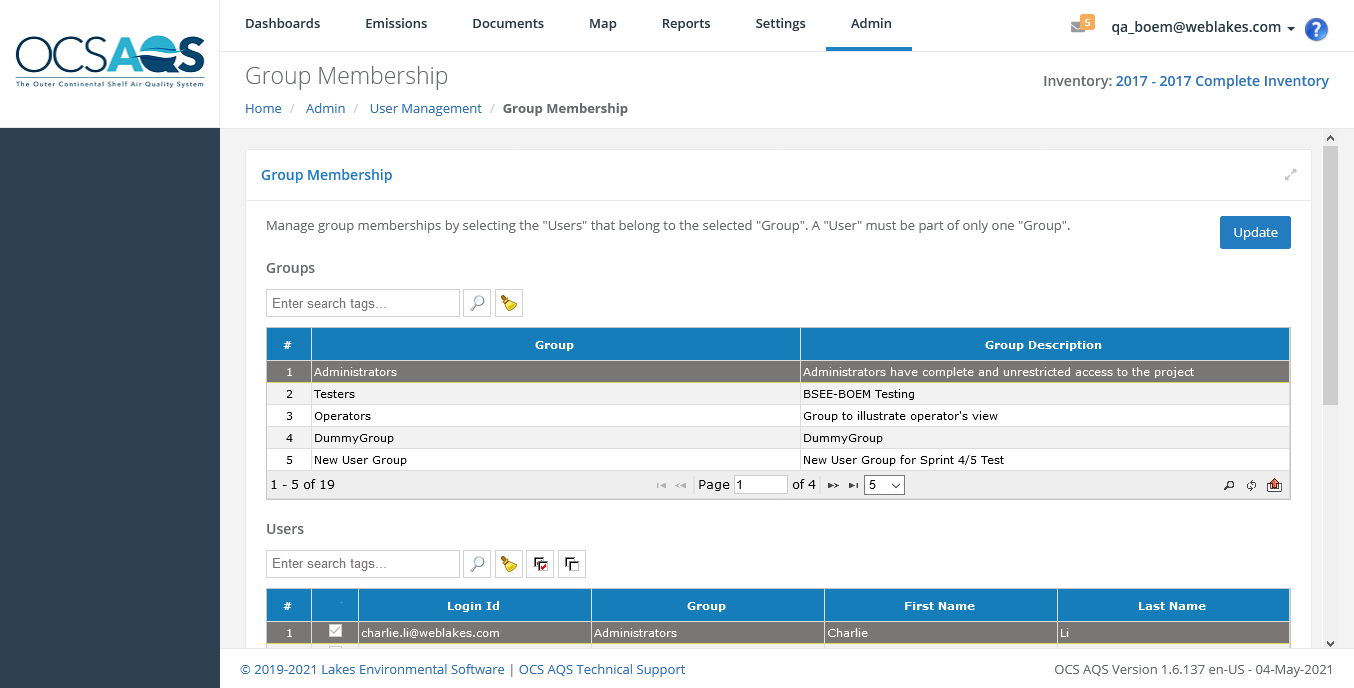 Dashboards Emissions Documents Map Reports Settings Admin 5 qa_boem@weblakes.com ?
OCSAQS
The Outer Continental Shelf Air Quality System
Group Membership
Inventory: 2017 - 2017 Complete Inventory
Home / Admin / User Management / Group Membership
Group Membership
Manage group memberships by selecting the "Users" that belong to the selected "Group". A "User" must be part of only one "Group".
Update
Groups
Enter search tags...
# Group Group Description
1 Administrators Administrators have complete and unrestricted access to the project
2 Testers BSEE-BOEM Testing
3 Operators Group to illustrate operator's view
4 DummyGroup DummyGroup
5 New User Group New User Group for Sprint 4/5 Test
1 - 5 of 19 Page 1 of 4 5
Users
Enter search tags...
# Login Id Group First Name Last Name
1 charlie.li@weblakes.com Administrators Charlie Li
© 2019-2021 Lakes Environmental Software | OCS AQS Technical Support
OCS AQS Version 1.6.137 en-US - 04-May-2021